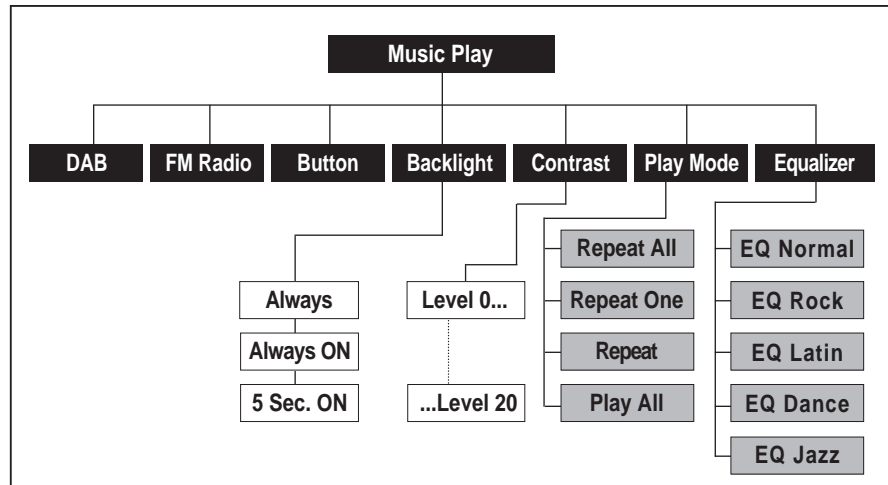 Music Play
DAB
FM Radio
Button
Backlight
Contrast
Play Mode
Equalizer
Always
Always ON
5 Sec. ON
Level 0...
...Level 20
Repeat All
Repeat One
Repeat
Play All
EQ Normal
EQ Rock
EQ Latin
EQ Dance
EQ Jazz